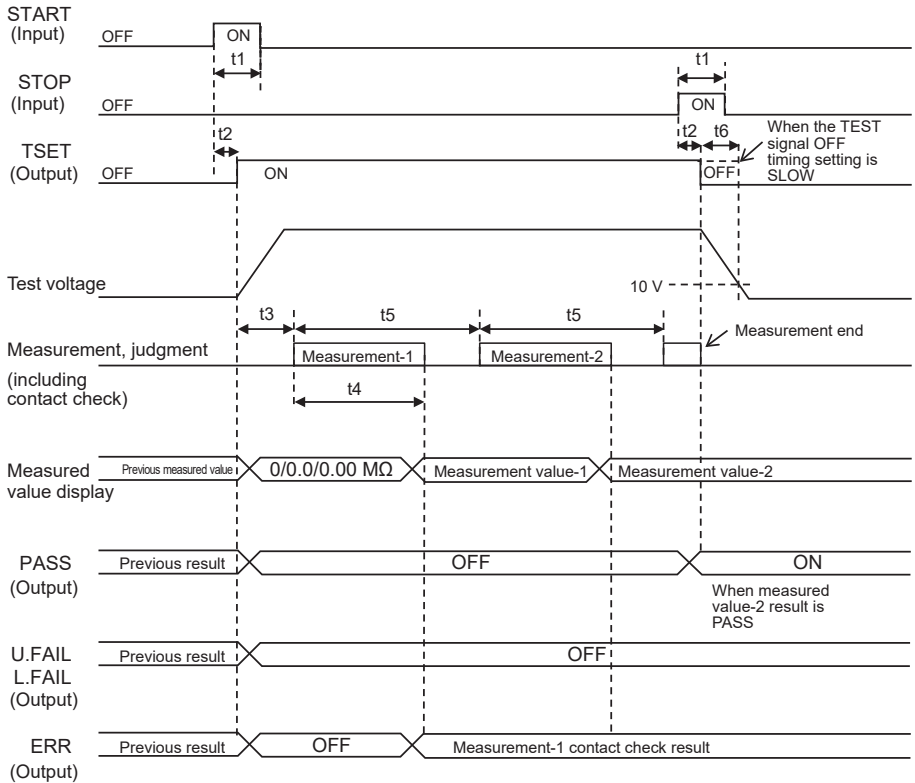 START
(Input)
OFF
ON
t1
STOP
(Input)
OFF
t1
ON
TSET
(Output)
OFF
t2
ON
t2
t6
OFF
When the TEST
signal OFF
timing setting is
SLOW
Test voltage
10 V
t3
t5
t5
Measurement end
Measurement, judgment
(including
contact check)
Measurement-1
Measurement-2
t4
Measured
value display
Previous measured value
0/0.0/0.00 MΩ
Measurement value-1
Measurement value-2
PASS
(Output)
Previous result
OFF
ON
When measured
value-2 result is
PASS
U.FAIL
L.FAIL
(Output)
Previous result
OFF
ERR
(Output)
Previous result
OFF
Measurement-1 contact check result